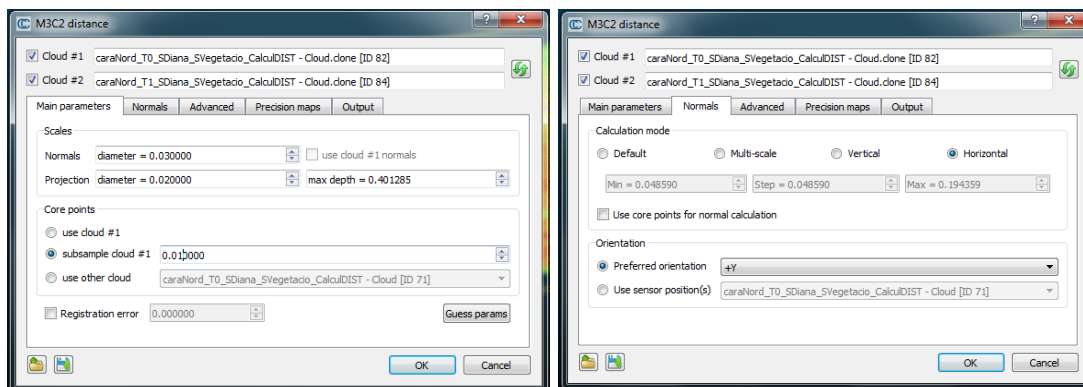 M3C2 distance
Cloud #1 caraNord_T0_SDiana_SVegetacio_CalculDIST - Cloud.clone [ID 82]
Cloud #2 caraNord_T1_SDiana_SVegetacio_CalculDIST - Cloud.clone [ID 84]
Main parameters Normals Advanced Precision maps Output
Scales
Normals diameter = 0.030000 use cloud #1 normals
Projection diameter = 0.020000 max depth = 0.401285
Core points
use cloud #1
subsample cloud #1 0.010000
use other cloud caraNord_T0_SDiana_SVegetacio_CalculDIST - Cloud [ID 71]
Registration error 0.000000 Guess params
OK Cancel
M3C2 distance
Cloud #1 caraNord_T0_SDiana_SVegetacio_CalculDIST - Cloud.clone [ID 82]
Cloud #2 caraNord_T1_SDiana_SVegetacio_CalculDIST - Cloud.clone [ID 84]
Main parameters Normals Advanced Precision maps Output
Calculation mode
Default Multi-scale Vertical Horizontal
Min = 0.048590 Step = 0.048590 Max = 0.194359
Use core points for normal calculation
Orientation
Preferred orientation +Y
Use sensor position(s) caraNord_T0_SDiana_SVegetacio_CalculDIST - Cloud [ID 71]
OK Cancel